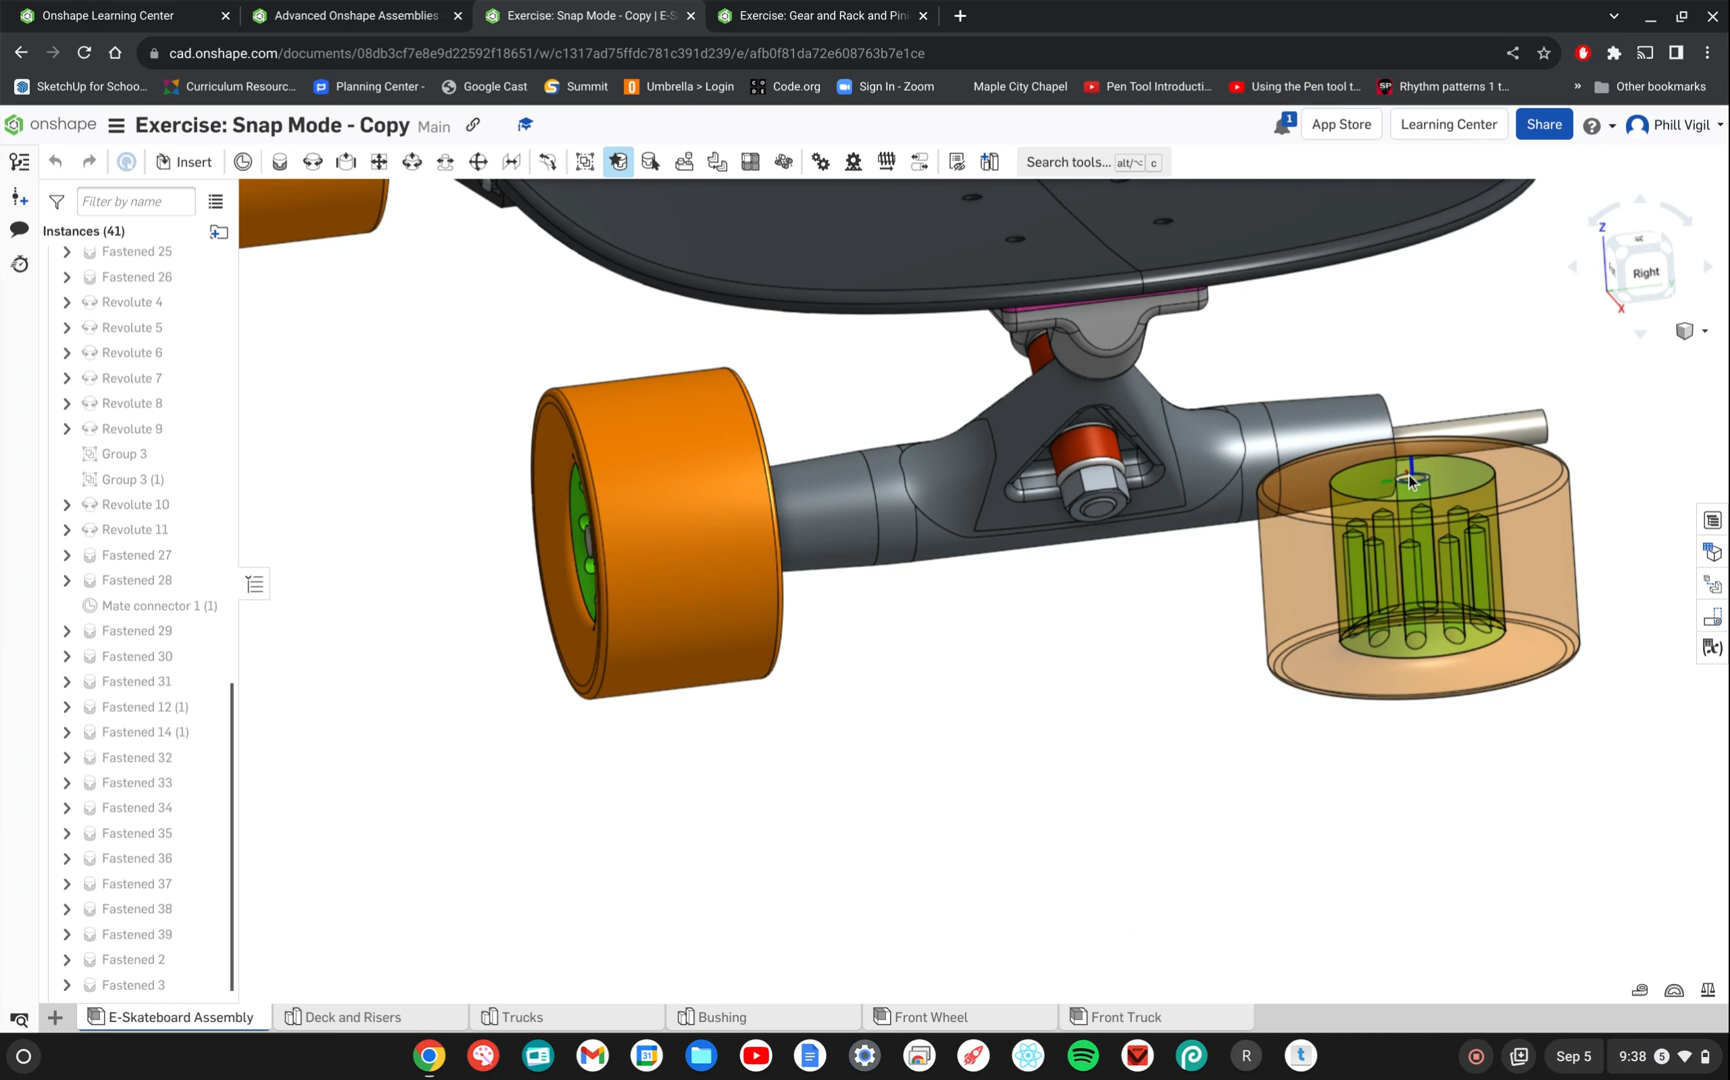 Onshape Learning Center
Advanced Onshape Assemblies
Exercise: Snap Mode - Copy | E-S
Exercise: Gear and Rack and Pini
cad.onshape.com/documents/08db3cf7e8e9d22592f18651/w/c1317ad75ffdc781c391d239/e/afb0f81da72e608763b7e1ce
SketchUp for Schoo...
Curriculum Resourc...
Planning Center -
Google Cast
Summit
Umbrella > Login
Code.org
Sign In - Zoom
Maple City Chapel
Pen Tool Introducti...
Using the Pen tool t...
Rhythm patterns 1 t...
»
Other bookmarks
onshape
Exercise: Snap Mode - Copy Main
1
App Store
Learning Center
Share
Phill Vigil
Insert
Search tools... alt/⌥ c
Filter by name
Instances (41)
Fastened 25
Fastened 26
Revolute 4
Revolute 5
Revolute 6
Revolute 7
Revolute 8
Revolute 9
Group 3
Group 3 (1)
Revolute 10
Revolute 11
Fastened 27
Fastened 28
Mate connector 1 (1)
Fastened 29
Fastened 30
Fastened 31
Fastened 12 (1)
Fastened 14 (1)
Fastened 32
Fastened 33
Fastened 34
Fastened 35
Fastened 36
Fastened 37
Fastened 38
Fastened 39
Fastened 2
Fastened 3
Z
Right
X
E-Skateboard Assembly
Deck and Risers
Trucks
Bushing
Front Wheel
Front Truck
31
R
t
Sep 5
9:38
5